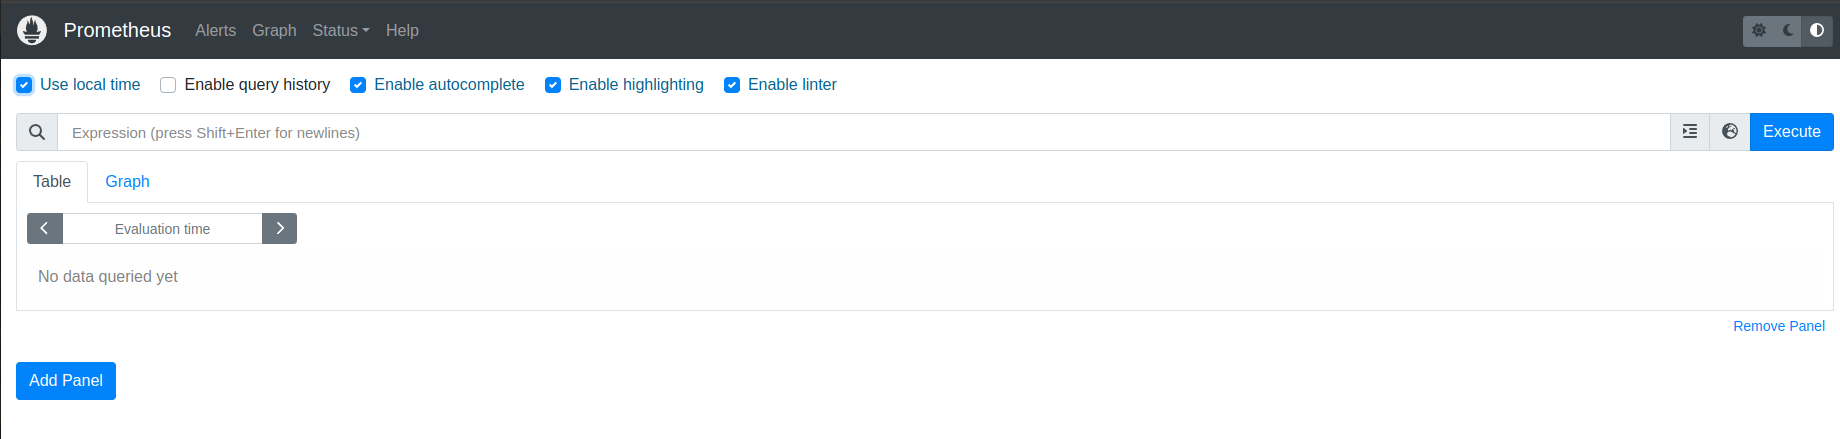 Prometheus Alerts Graph Status Help
Use local time Enable query history Enable autocomplete Enable highlighting Enable linter
Expression (press Shift+Enter for newlines) Execute
Table Graph
Evaluation time
No data queried yet
Remove Panel
Add Panel